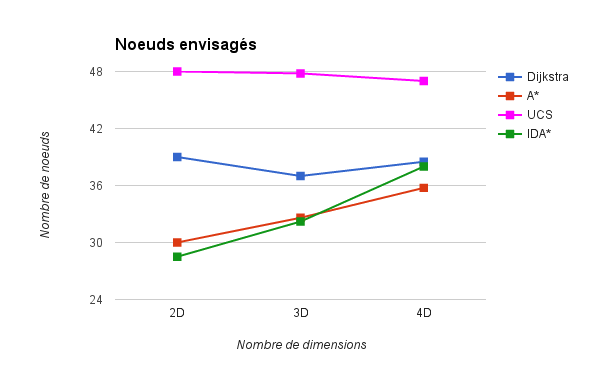 Noeuds envisagés
48
42
36
30
24
Nombre de noeuds
2D
3D
4D
Nombre de dimensions
Dijkstra
A*
UCS
IDA*